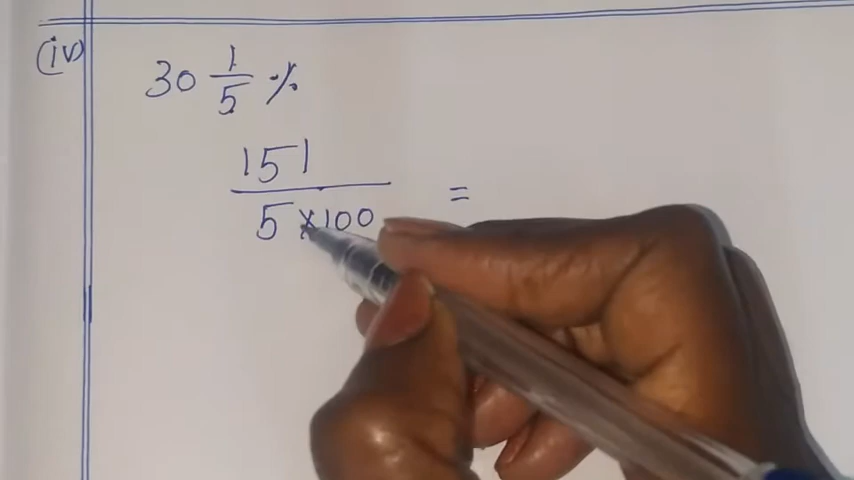 (iv) 30 1/5 %
151
5×100 =